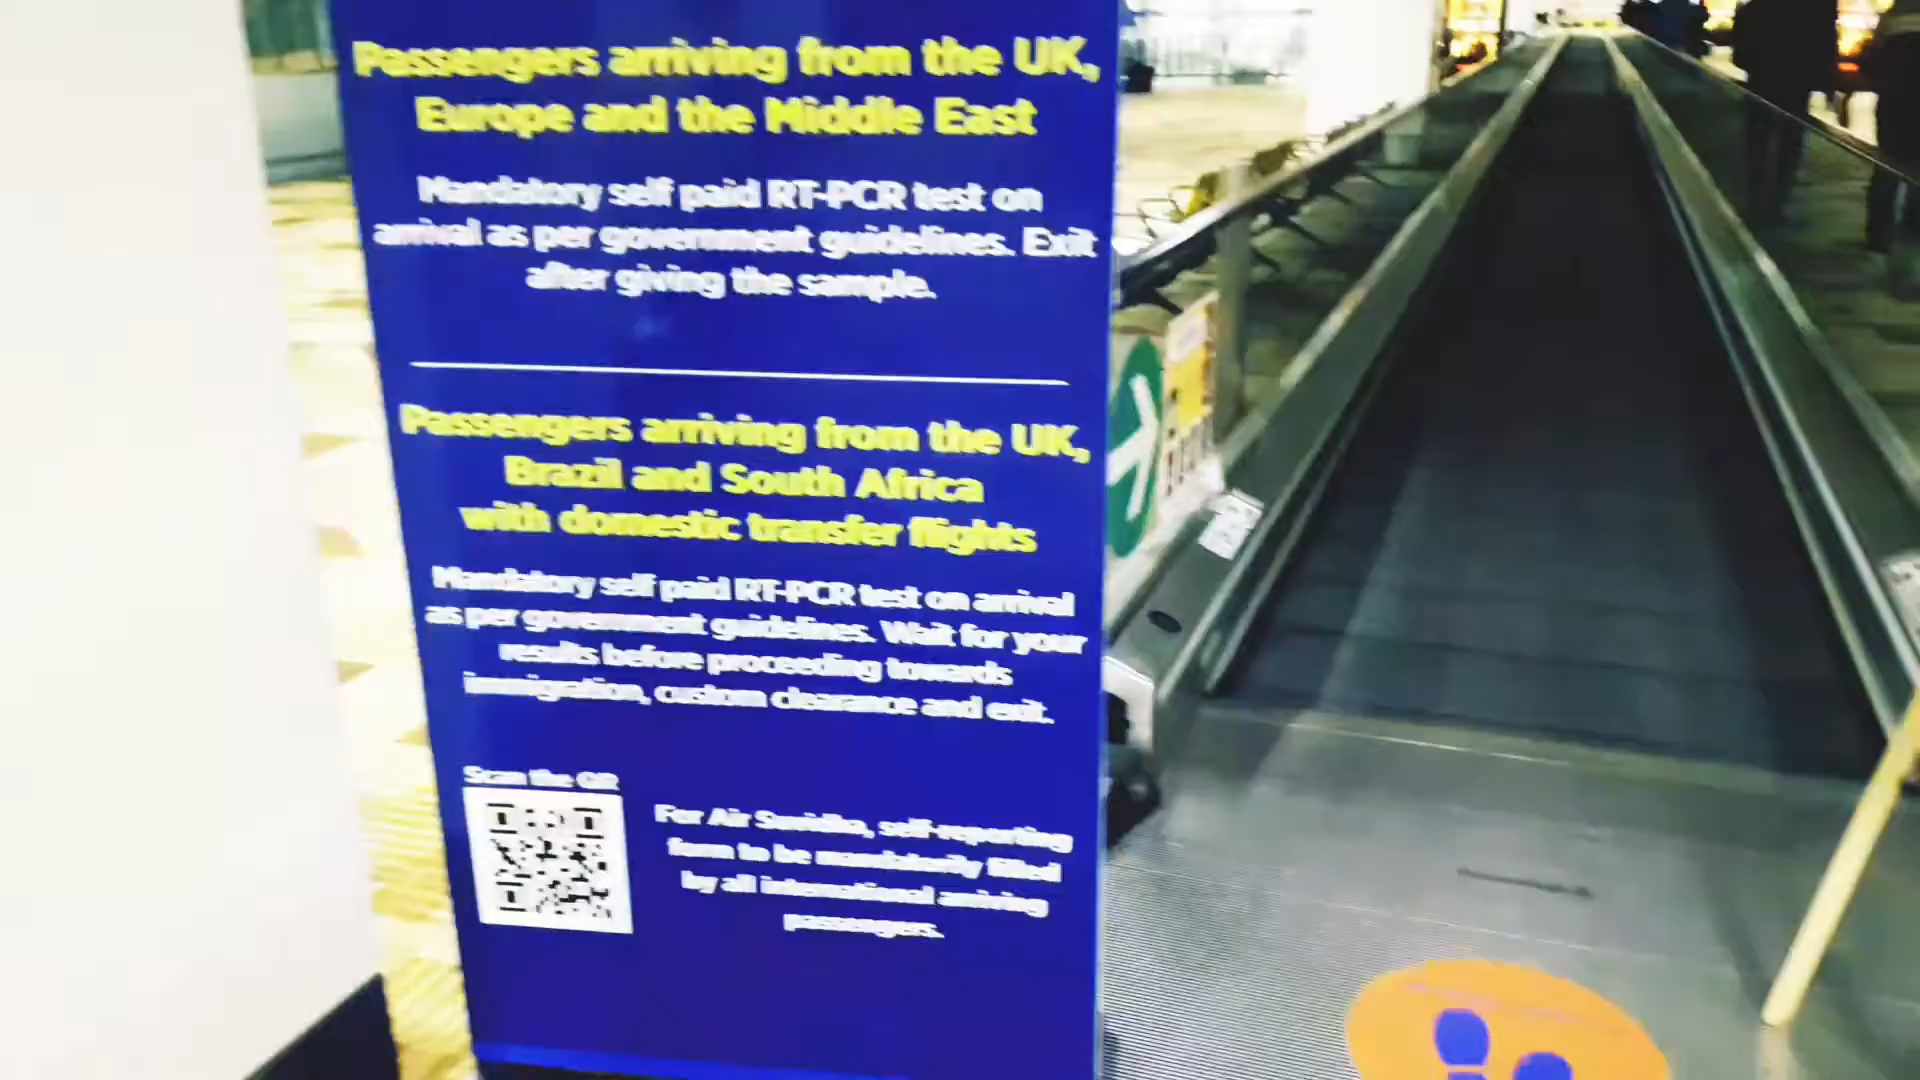 Passengers arriving from the UK,
Europe and the Middle East
Mandatory self paid RT-PCR test on
arrival as per government guidelines. Exit
after giving the sample.
Passengers arriving from the UK,
Brazil and South Africa
with domestic transfer flights
Mandatory self paid RT-PCR test on arrival
as per government guidelines. Wait for your
results before proceeding towards
immigration, custom clearance and exit.
Scan the QR
For Air Suvidha, self-reporting
form to be mandatorily filled
by all international arriving
passengers.